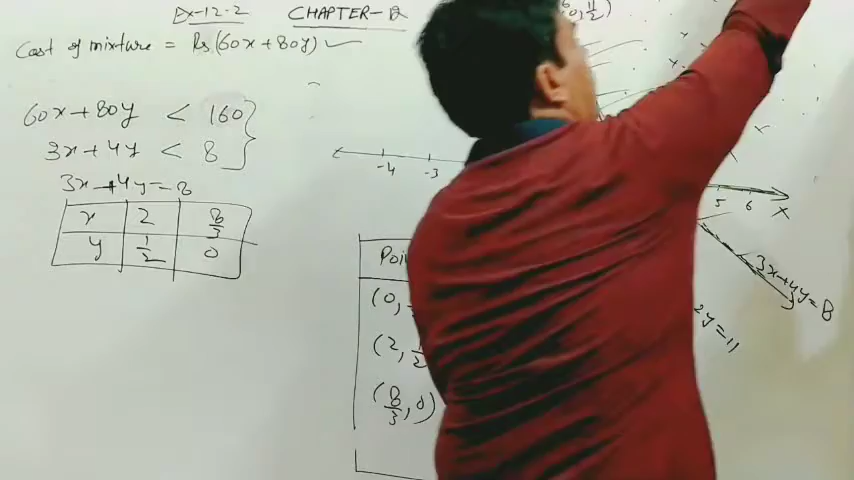 Ex-12.2 CHAPTER-12
Cost of mixture = Rs (60x+80y) ✓
60x+80y < 160
3x+4y < 8
3x+4y=8
x 2 8/3
y 1/2 0
-4 -3 5 6 X
3x+4y=8
2y=11
(0,
(2, 1/2
(8/3, 0)